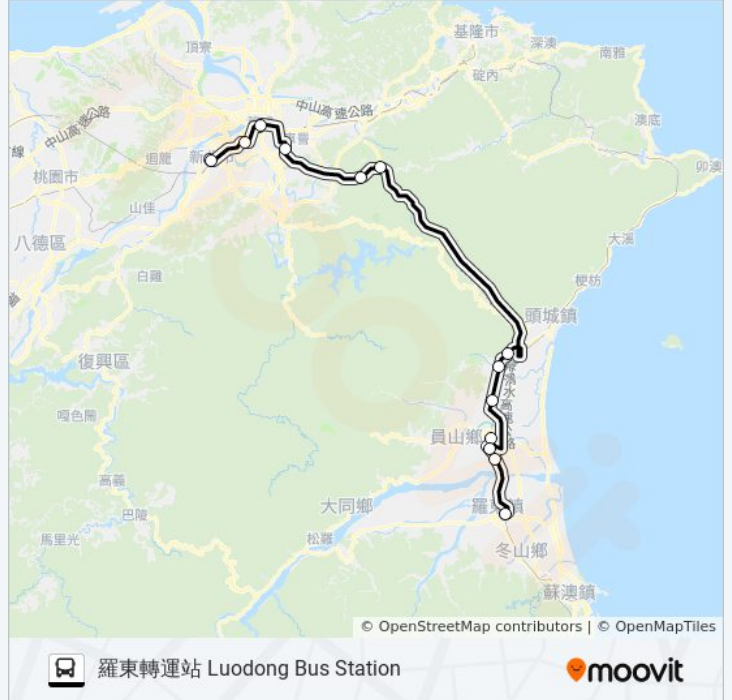 頂寮
基隆市
深澳
南雅
碇內
中山高速公路
中山高速公路
澳底
迴龍
卯澳
桃園市
山佳
大溪
八德區
白雞
梗枋
頭城鎮
復興區
嘎色鬧
員山鄉
高義
大同鄉
巴陵
馬里光
松羅
冬山鄉
蘇澳鎮
© OpenStreetMap contributors | © OpenMapTiles
羅東轉運站 Luodong Bus Station
moovit